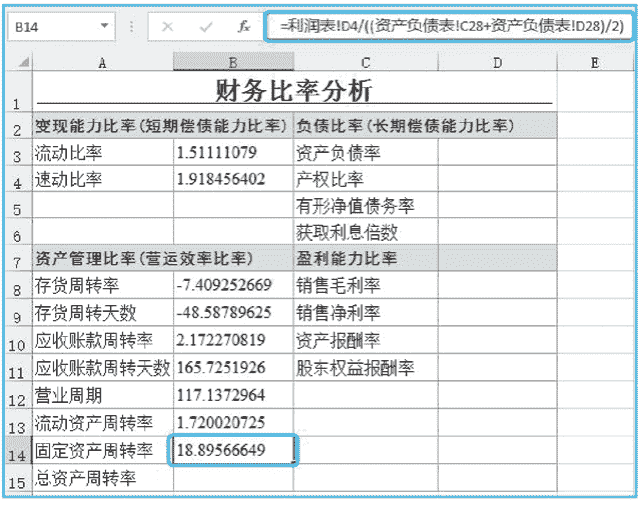 B14 fx =利润表!D4/((资产负债表!C28+资产负债表!D28)/2)
A B C D E
1 财务比率分析
2 变现能力比率(短期偿债能力比率) 负债比率(长期偿债能力比率)
3 流动比率 1.51111079 资产负债率
4 速动比率 1.918456402 产权比率
5 有形净值债务率
6 获取利息倍数
7 资产管理比率(营运效率比率) 盈利能力比率
8 存货周转率 -7.409252669 销售毛利率
9 存货周转天数 -48.58789625 销售净利率
10 应收账款周转率 2.172270819 资产报酬率
11 应收账款周转天数 165.7251926 股东权益报酬率
12 营业周期 117.1372964
13 流动资产周转率 1.720020725
14 固定资产周转率 18.89566649
15 总资产周转率